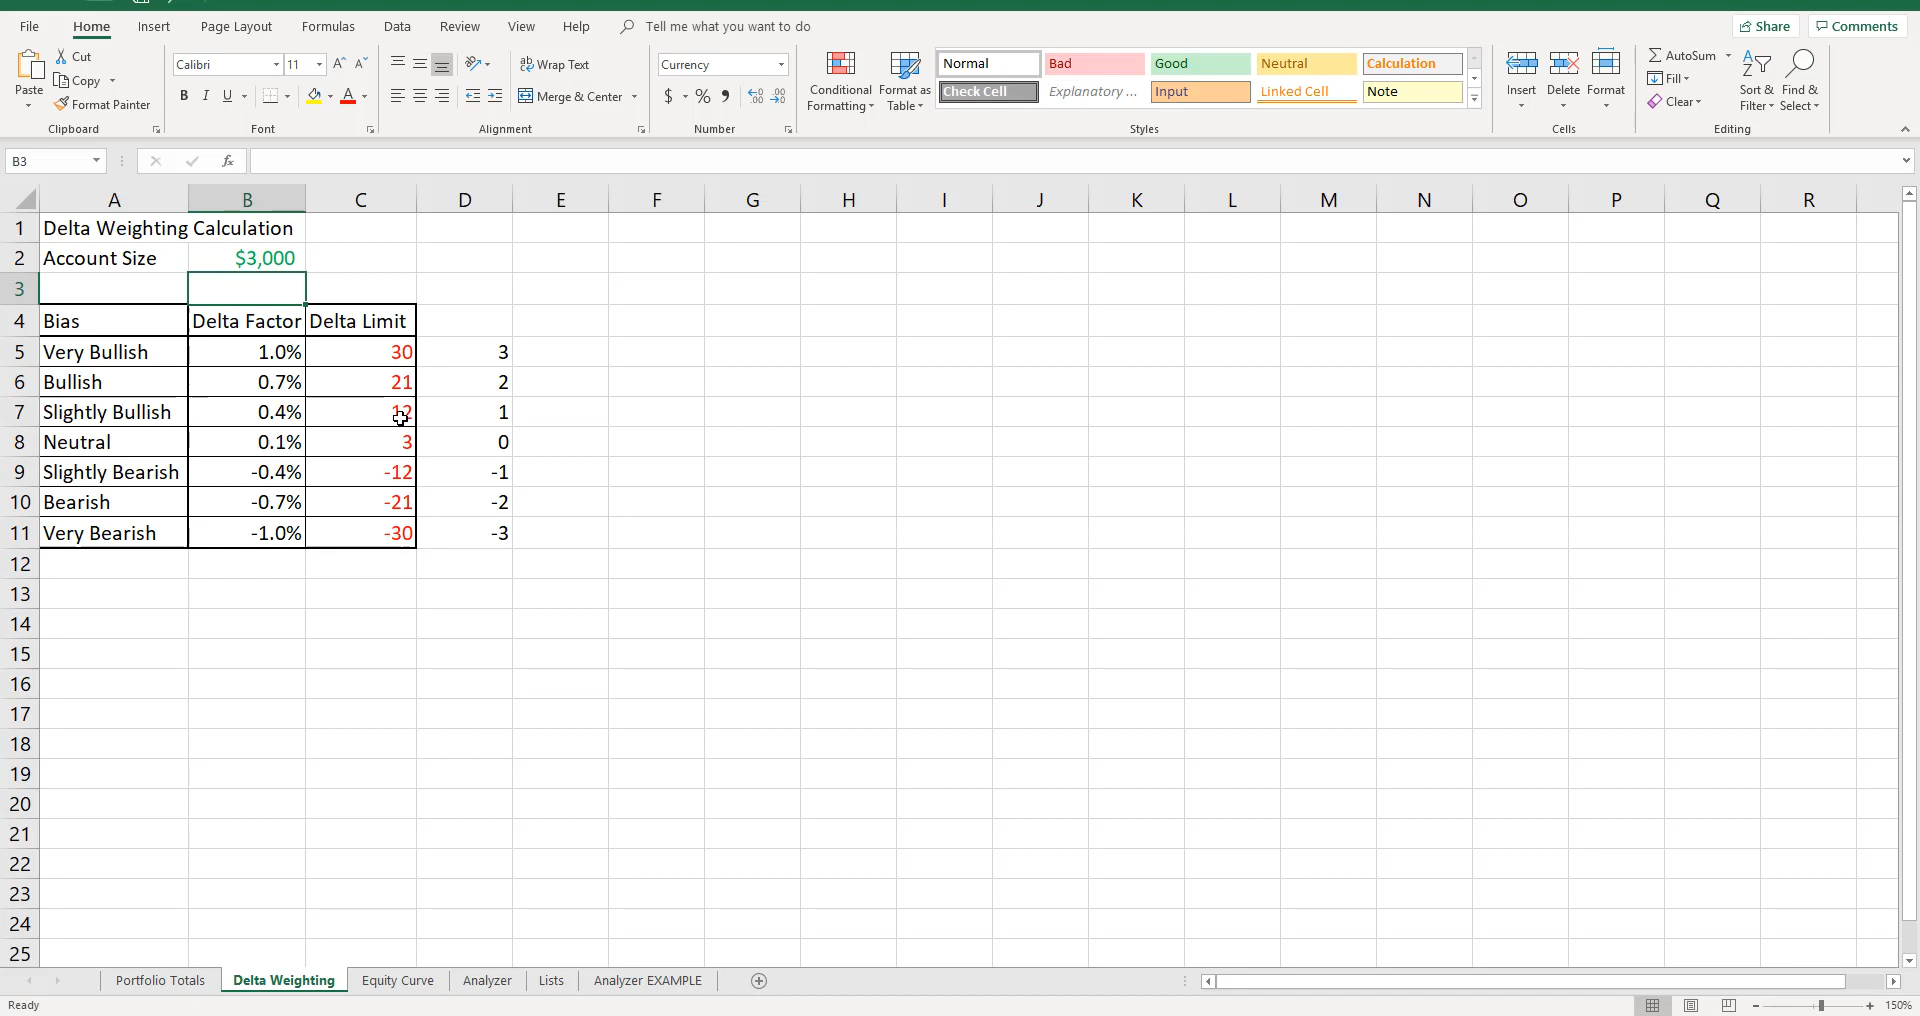 File Home Insert Page Layout Formulas Data Review View Help Tell me what you want to do Share Comments
Paste Cut Copy Format Painter Clipboard
Calibri 11 A A B I U A Font
ab Wrap Text Merge & Center Alignment
Currency $ % Number
Conditional Formatting Format as Table
Normal Bad Good Neutral Calculation
Check Cell Explanatory ... Input Linked Cell Note
Styles
Insert Delete Format Cells
AutoSum Fill Clear Sort & Filter Find & Select Editing
B3 fx
A B C D E F G H I J K L M N O P Q R
1 Delta Weighting Calculation
2 Account Size $3,000
3
4 Bias Delta Factor Delta Limit
5 Very Bullish 1.0% 30 3
6 Bullish 0.7% 21 2
7 Slightly Bullish 0.4% 12 1
8 Neutral 0.1% 3 0
9 Slightly Bearish -0.4% -12 -1
10 Bearish -0.7% -21 -2
11 Very Bearish -1.0% -30 -3
12
13
14
15
16
17
18
19
20
21
22
23
24
25
Portfolio Totals Delta Weighting Equity Curve Analyzer Lists Analyzer EXAMPLE
Ready 150%